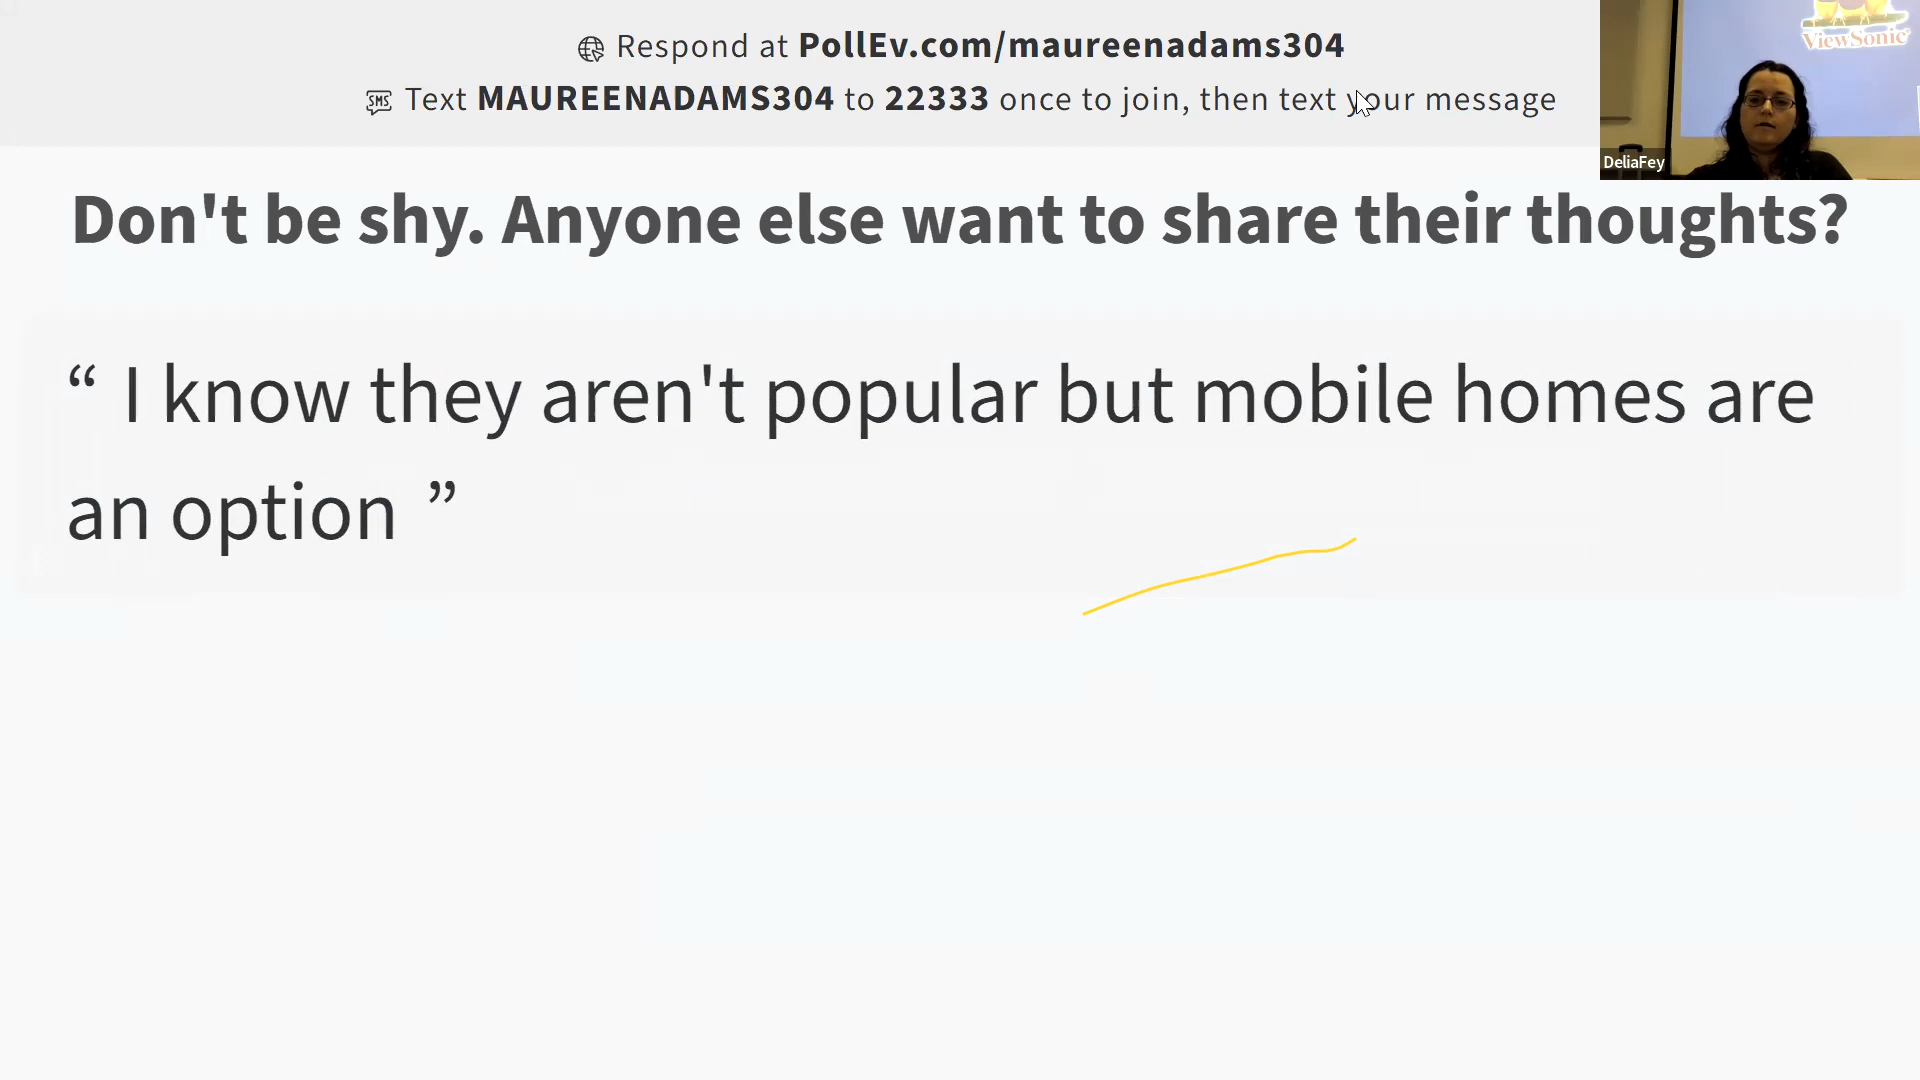 Respond at PollEv.com/maureenadams304
SMS Text MAUREENADAMS304 to 22333 once to join, then text your message
ViewSonic
DeliaFey
Don't be shy. Anyone else want to share their thoughts?
“ I know they aren't popular but mobile homes are
an option ”